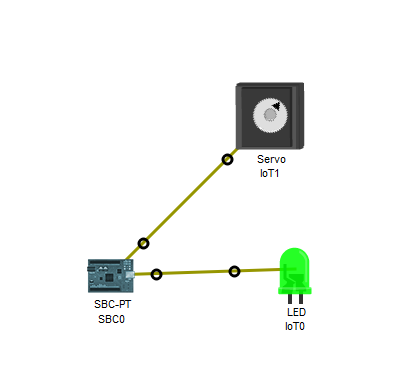 Servo
IoT1
SBC-PT
SBC0
LED
IoT0